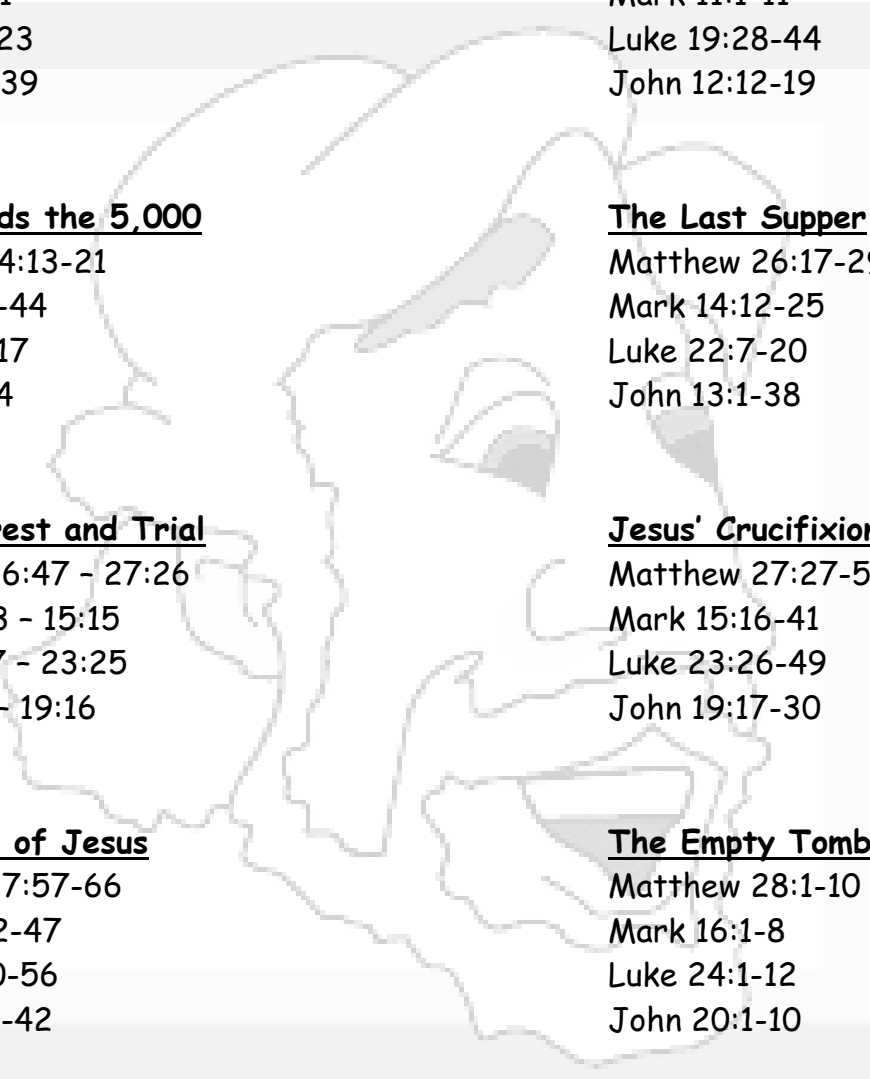 23
39
ds the 5,000
4:13-21
-44
17
4
rest and Trial
6:47 – 27:26
3 – 15:15
7 – 23:25
– 19:16
of Jesus
7:57-66
2-47
0-56
-42
Luke 19:28-44
John 12:12-19
The Last Supper
Matthew 26:17-29
Mark 14:12-25
Luke 22:7-20
John 13:1-38
Jesus’ Crucifixion
Matthew 27:27-5
Mark 15:16-41
Luke 23:26-49
John 19:17-30
The Empty Tomb
Matthew 28:1-10
Mark 16:1-8
Luke 24:1-12
John 20:1-10